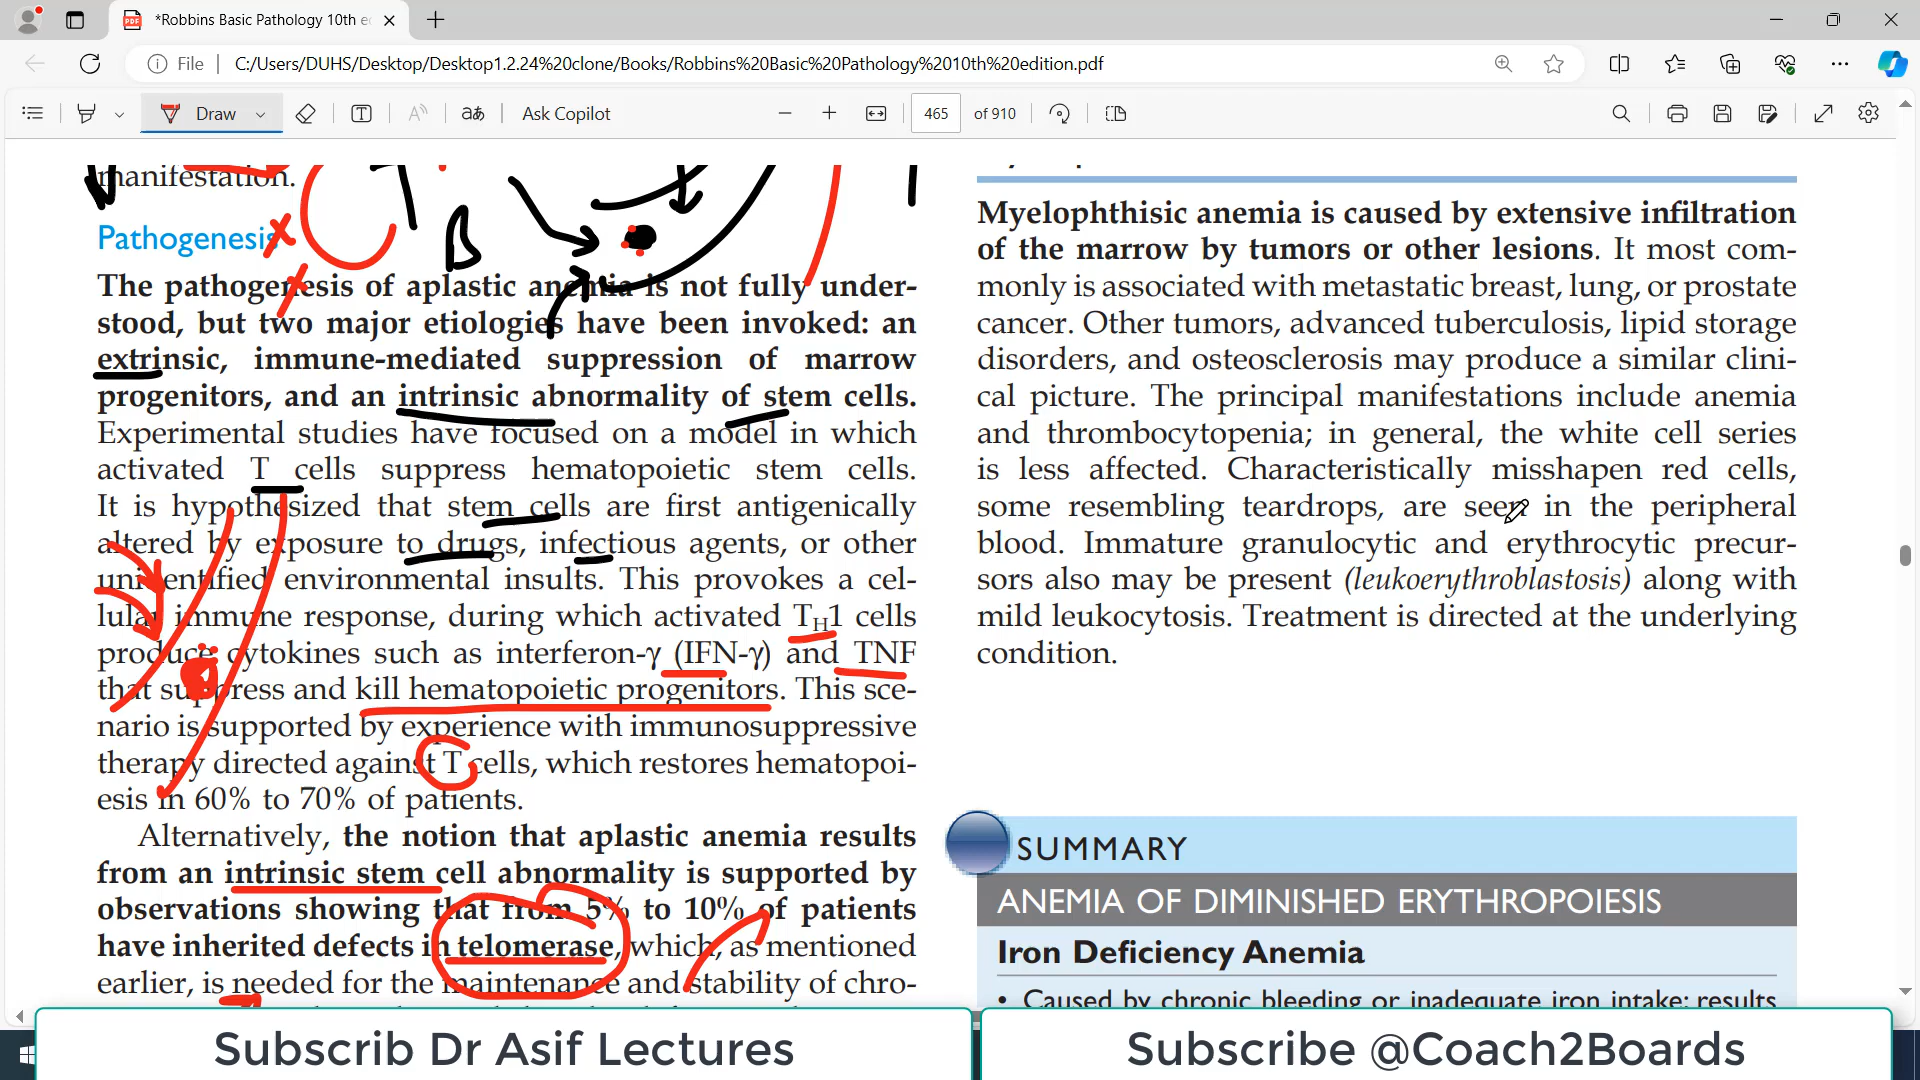 *Robbins Basic Pathology 10th e
File
C:/Users/DUHS/Desktop/Desktop1.2.24%20clone/Books/Robbins%20Basic%20Pathology%2010th%20edition.pdf
Draw
Ask Copilot
465 of 910
manifestation.
B
Pathogenesis
The pathogenesis of aplastic anemia is not fully under-
stood, but two major etiologies have been invoked: an
extrinsic, immune-mediated suppression of marrow
progenitors, and an intrinsic abnormality of stem cells.
Experimental studies have focused on a model in which
activated T cells suppress hematopoietic stem cells.
It is hypothesized that stem cells are first antigenically
altered by exposure to drugs, infectious agents, or other
unidentified environmental insults. This provokes a cel-
lular immune response, during which activated TH1 cells
produce cytokines such as interferon-γ (IFN-γ) and TNF
that suppress and kill hematopoietic progenitors. This sce-
nario is supported by experience with immunosuppressive
therapy directed against T cells, which restores hematopoi-
esis in 60% to 70% of patients.
Alternatively, the notion that aplastic anemia results
from an intrinsic stem cell abnormality is supported by
observations showing that from 5% to 10% of patients
have inherited defects in telomerase, which, as mentioned
earlier, is needed for the maintenance and stability of chro-
Myelophthisic anemia is caused by extensive infiltration
of the marrow by tumors or other lesions. It most com-
monly is associated with metastatic breast, lung, or prostate
cancer. Other tumors, advanced tuberculosis, lipid storage
disorders, and osteosclerosis may produce a similar clini-
cal picture. The principal manifestations include anemia
and thrombocytopenia; in general, the white cell series
is less affected. Characteristically misshapen red cells,
some resembling teardrops, are seen in the peripheral
blood. Immature granulocytic and erythrocytic precur-
sors also may be present (leukoerythroblastosis) along with
mild leukocytosis. Treatment is directed at the underlying
condition.
SUMMARY
ANEMIA OF DIMINISHED ERYTHROPOIESIS
Iron Deficiency Anemia
• Caused by chronic bleeding or inadequate iron intake; results
Subscrib Dr Asif Lectures
Subscribe @Coach2Boards